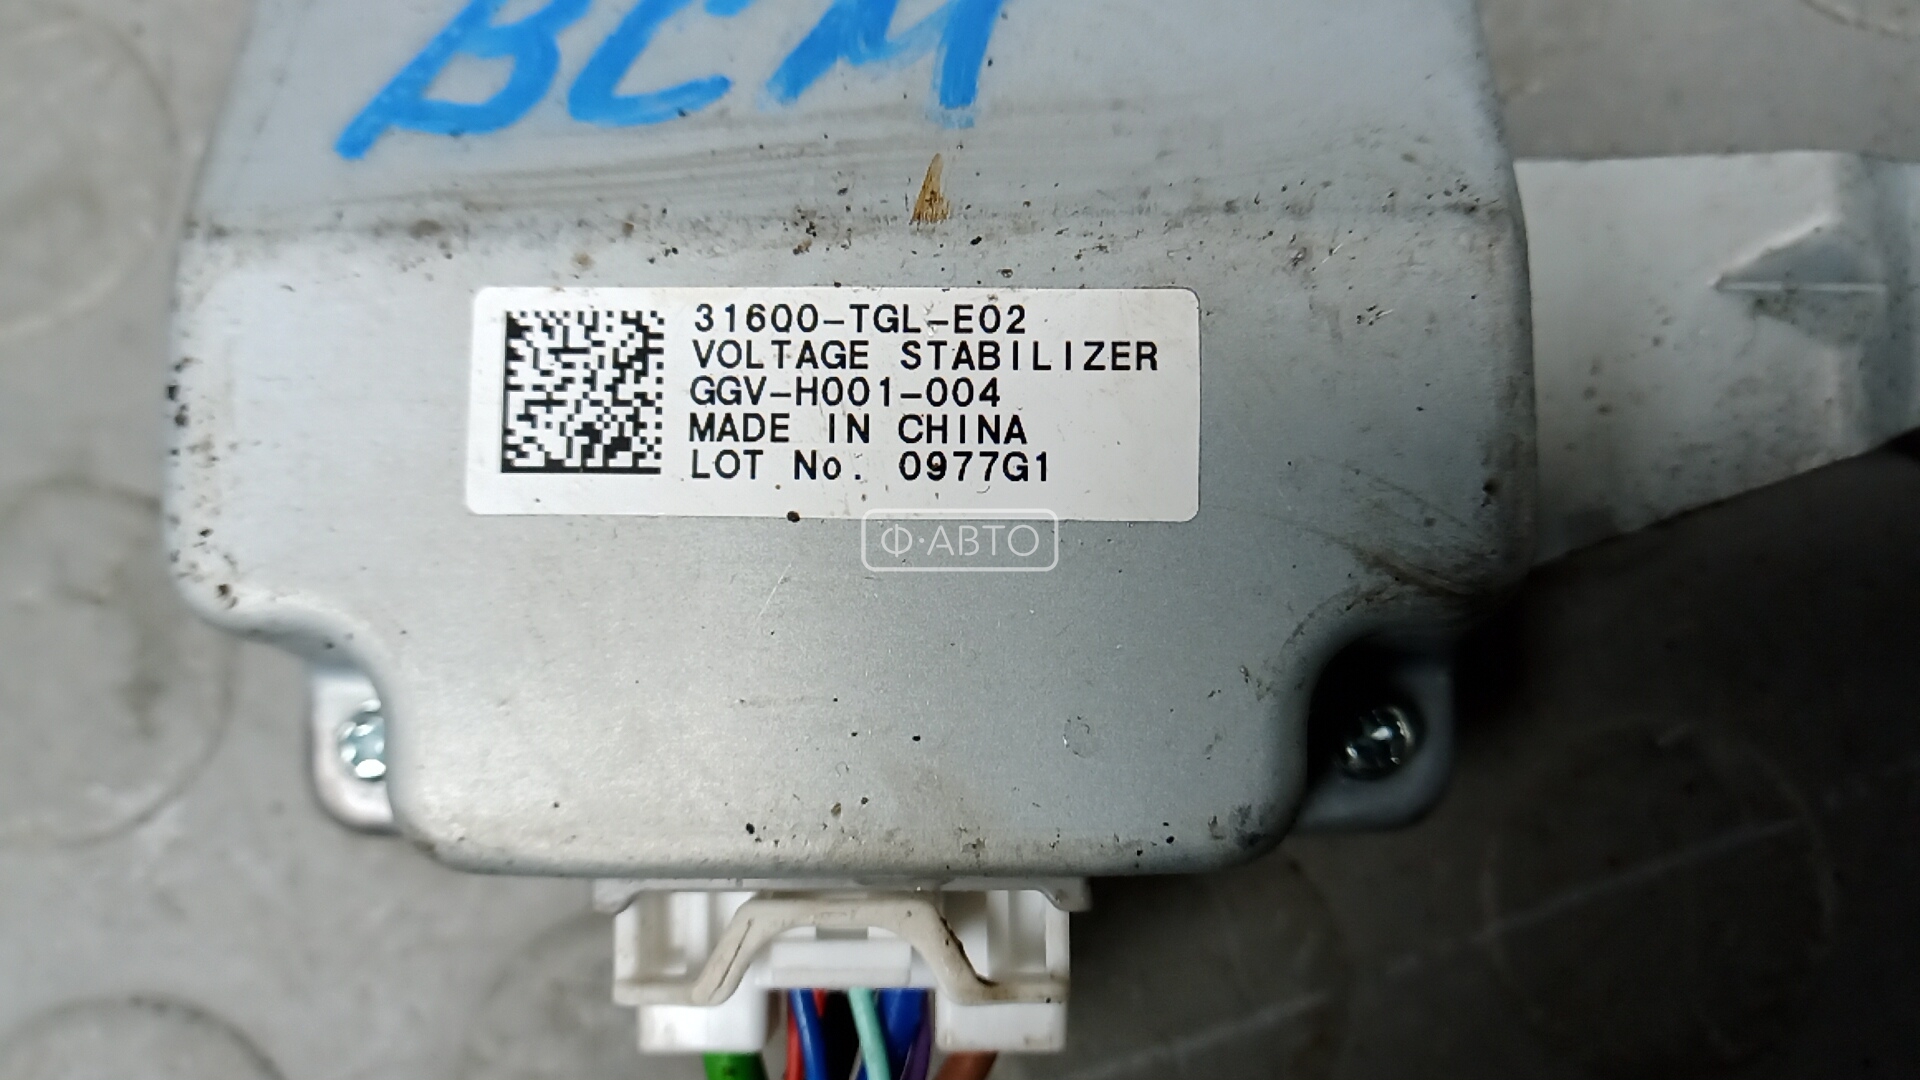 BCM
31600-TGL-E02
VOLTAGE STABILIZER
GGV-H001-004
MADE IN CHINA
LOT No. 0977G1
Ф·АВТО